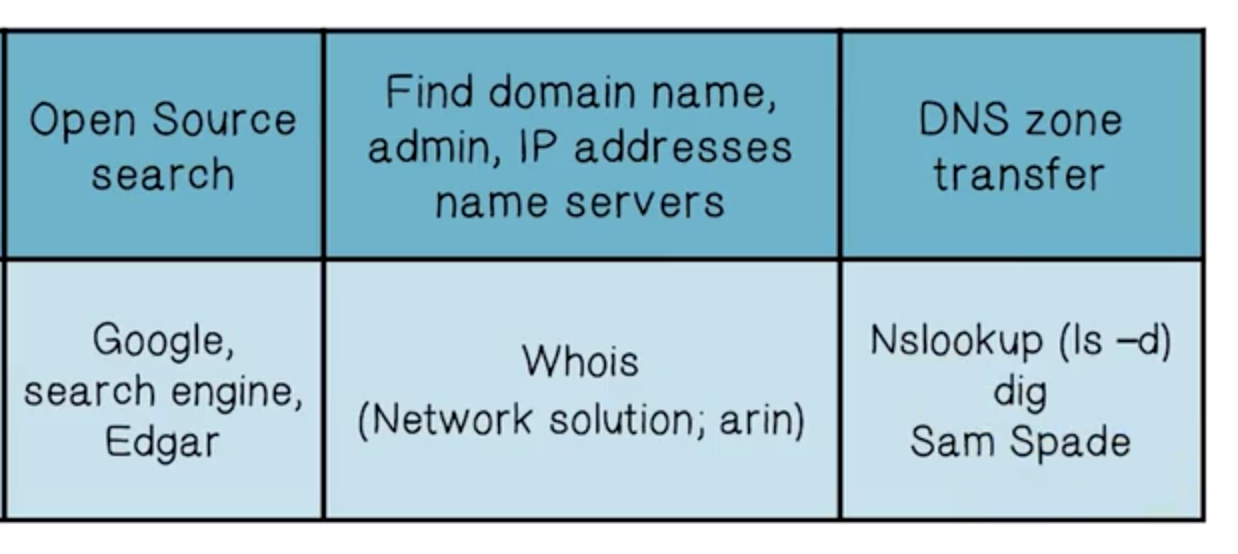 Open Source
search
Find domain name,
admin, IP addresses
name servers
DNS zone
transfer
Google,
search engine,
Edgar
Whois
(Network solution; arin)
Nslookup (ls –d)
dig
Sam Spade